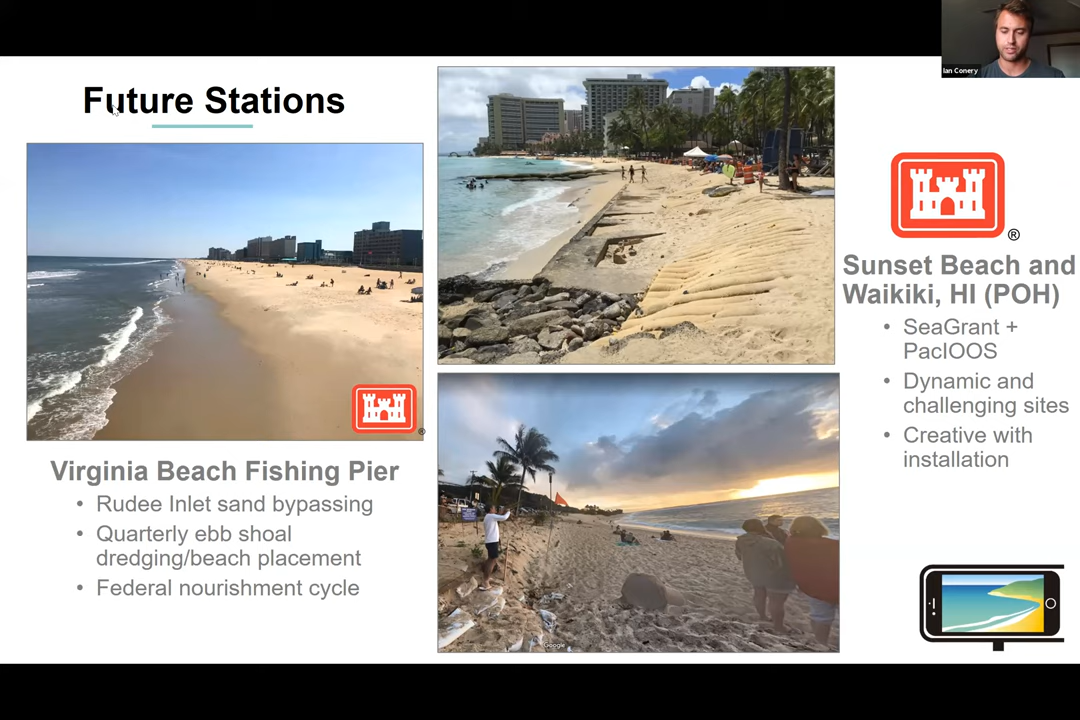 Ian Conery
Future Stations
Virginia Beach Fishing Pier
• Rudee Inlet sand bypassing
• Quarterly ebb shoal
dredging/beach placement
• Federal nourishment cycle
®
Google
®
Sunset Beach and
Waikiki, HI (POH)
• SeaGrant +
PacIOOS
• Dynamic and
challenging sites
• Creative with
installation